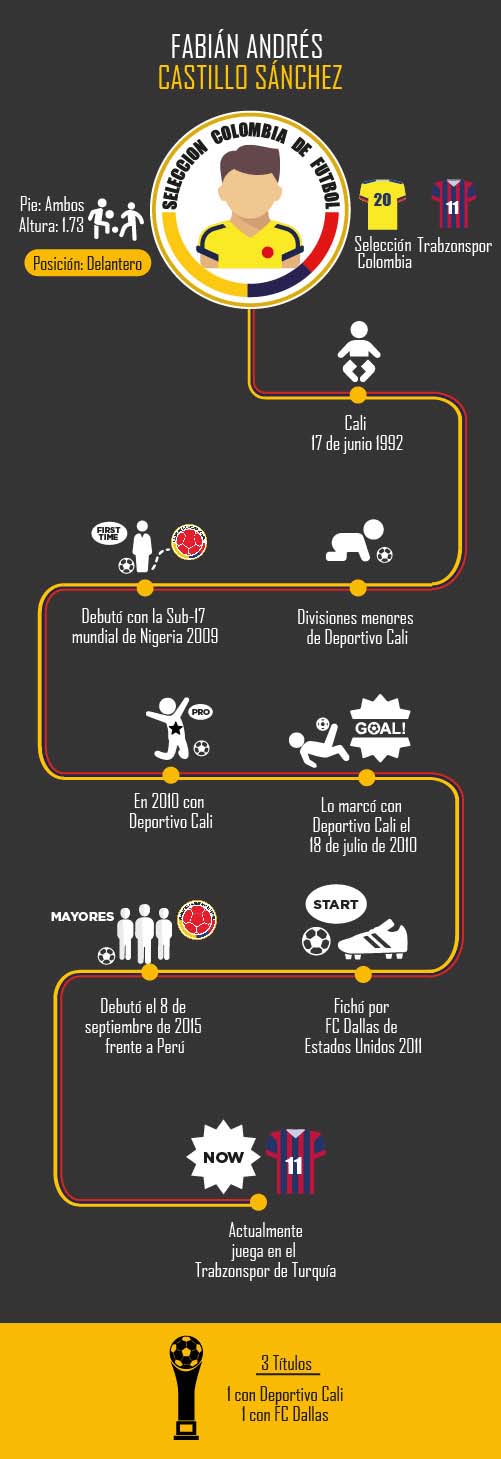 FABIÁN ANDRÉS
CASTILLO SÁNCHEZ
SELECCION COLOMBIA DE FUTBOL
Pie: Ambos
Altura: 1.73
Posición: Delantero
20
Selección
Colombia
11
Trabzonspor
Cali
17 de junio 1992
FIRST
TIME
Debutó con la Sub-17
mundial de Nigeria 2009
Divisiones menores
de Deportivo Cali
PRO
En 2010 con
Deportivo Cali
GOAL!
Lo marcó con
Deportivo Cali el
18 de julio de 2010
MAYORES
Debutó el 8 de
septiembre de 2015
frente a Perú
START
Fichó por
FC Dallas de
Estados Unidos 2011
NOW
11
Actualmente
juega en el
Trabzonspor de Turquía
3 Títulos
1 con Deportivo Cali
1 con FC Dallas